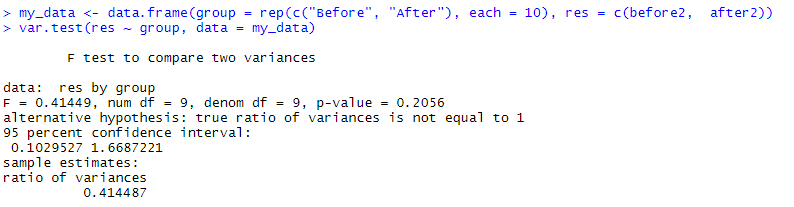 > my_data <- data.frame(group = rep(c("Before", "After"), each = 10), res = c(before2,  after2))
> var.test(res ~ group, data = my_data)
F test to compare two variances
data:  res by group
F = 0.41449, num df = 9, denom df = 9, p-value = 0.2056
alternative hypothesis: true ratio of variances is not equal to 1
95 percent confidence interval:
0.1029527 1.6687221
sample estimates:
ratio of variances
0.414487